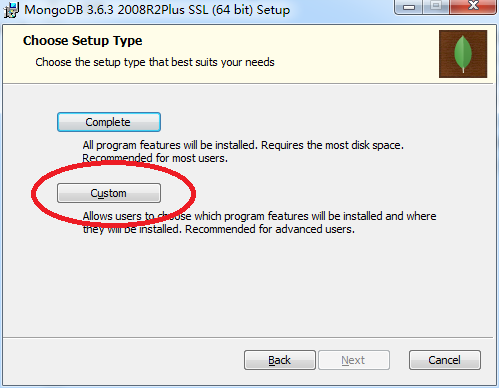 MongoDB 3.6.3 2008R2Plus SSL (64 bit) Setup
Choose Setup Type
Choose the setup type that best suits your needs
Complete
All program features will be installed. Requires the most disk space.
Recommended for most users.
Custom
Allows users to choose which program features will be installed and where
they will be installed. Recommended for advanced users.
Back
Next
Cancel